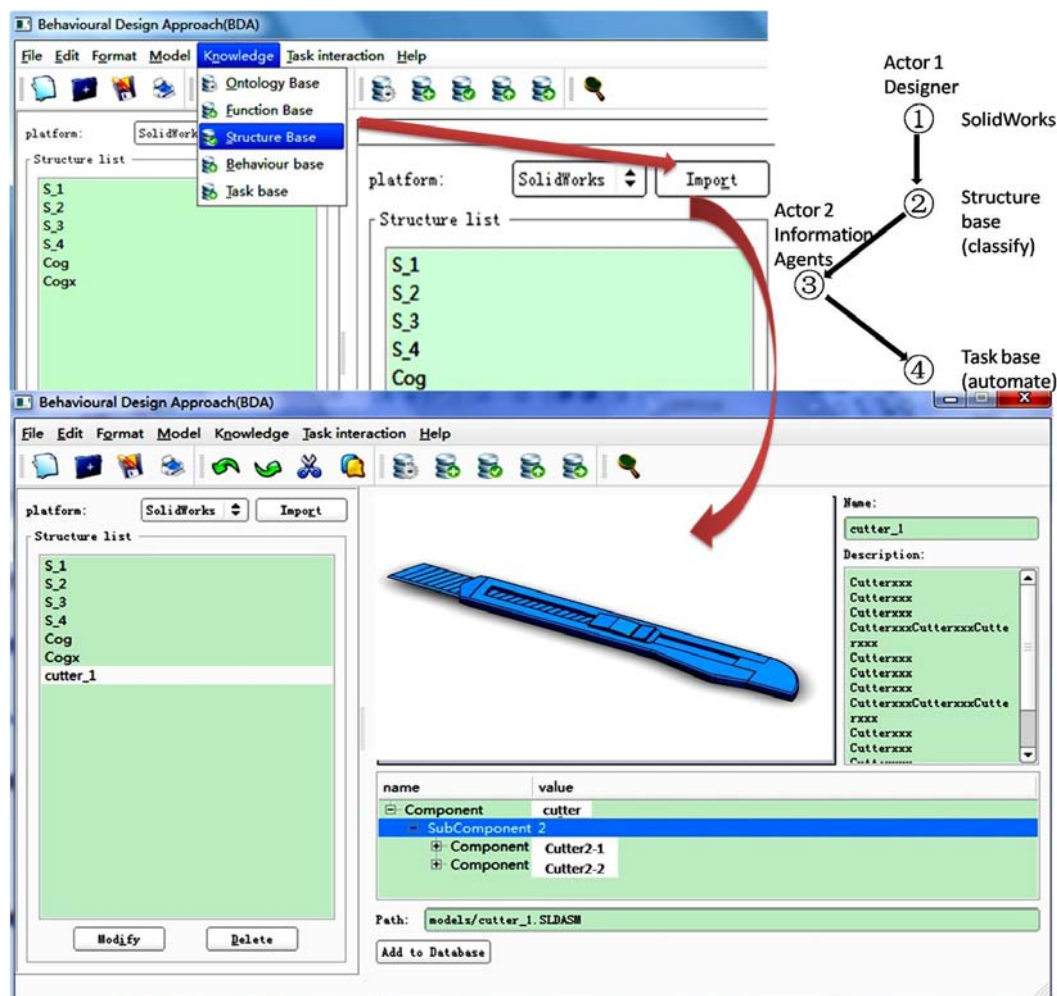 Behavioural Design Approach(BDA)
File Edit Format Model Knowledge Task interaction Help
Ontology Base
Function Base
Structure Base
Behaviour base
Task base
platform: SolidWork
Structure list
S_1
S_2
S_3
S_4
Cog
Cogx
platform: SolidWorks Import
Structure list
S_1
S_2
S_3
S_4
Cog
Actor 1
Designer
① SolidWorks
② Structure
base
(classify)
Actor 2
Information
Agents
③
④ Task base
(automate)
Behavioural Design Approach(BDA)
File Edit Format Model Knowledge Task interaction Help
platform: SolidWorks Import
Structure list
S_1
S_2
S_3
S_4
Cog
Cogx
cutter_1
Modify Delete
Name:
cutter_1
Description:
Cutterxxx
Cutterxxx
Cutterxxx
CutterxxxCutterxxxCutte
rxxx
Cutterxxx
Cutterxxx
Cutterxxx
CutterxxxCutterxxxCutte
rxxx
Cutterxxx
Cutterxxx
name value
Component cutter
SubComponent 2
Component Cutter2-1
Component Cutter2-2
Path: models/cutter_1.SLDASM
Add to Database